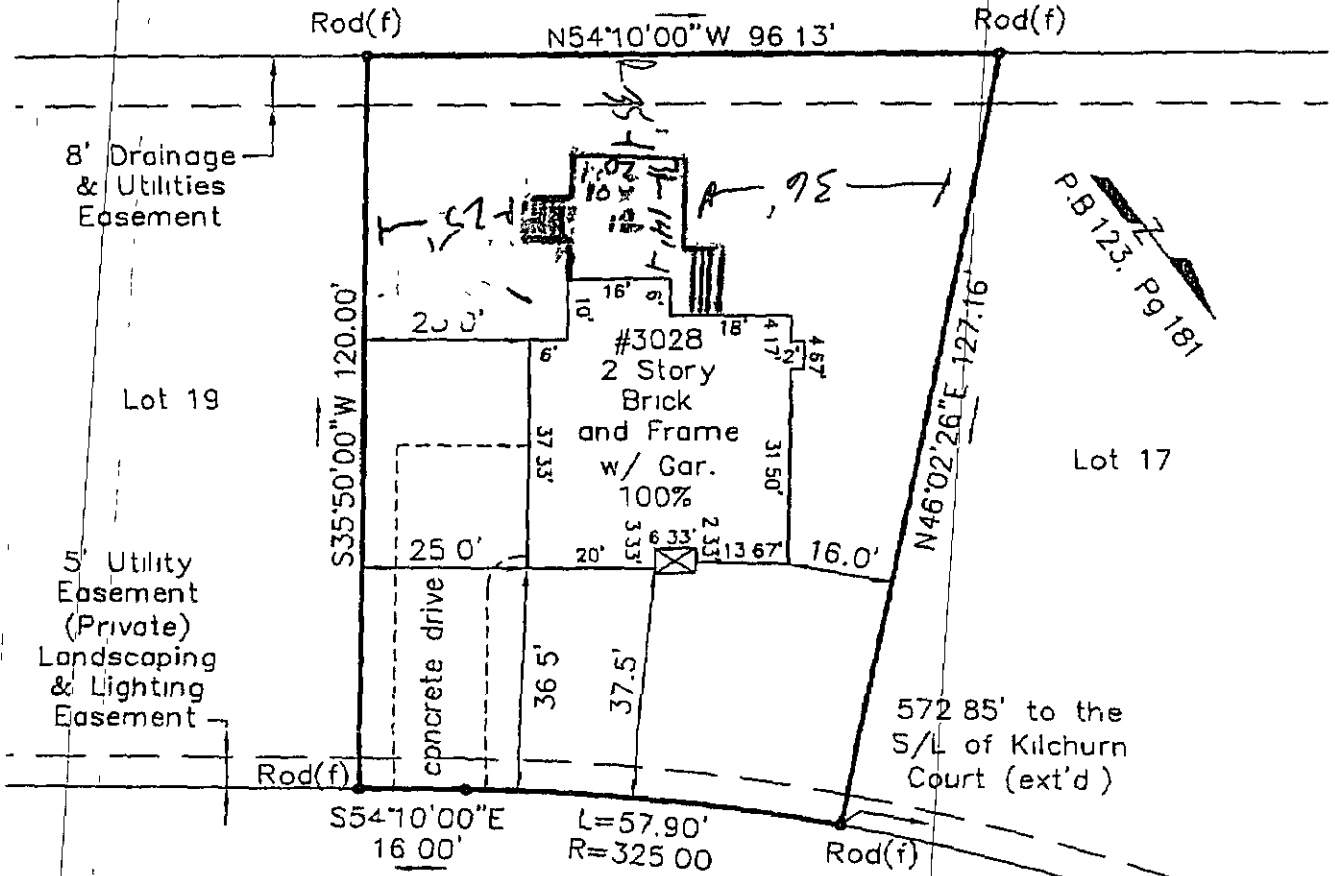 Rod(f)
N54°10'00"W 96 13'
Rod(f)
8' Drainage
& Utilities
Easement
36'
P.B 123, Pg 181
Z
16'
6'
10'
18'
4 17'
2'
4 67'
6'
#3028
2 Story
Brick
and Frame
w/ Gar.
100%
37 33'
31 50'
Lot 19
S35°50'00"W 120.00'
N46°02'26"E 127.16'
Lot 17
25 0'
20'
3 33'
6 33'
2 33'
13 67'
16.0'
5' Utility
Easement
(Private)
Landscaping
& Lighting
Easement
concrete drive
36 5'
37.5'
572 85' to the
S/L of Kilchurn
Court (ext'd )
Rod(f)
S54°10'00"E
16 00'
L=57.90'
R=325 00
Rod(f)